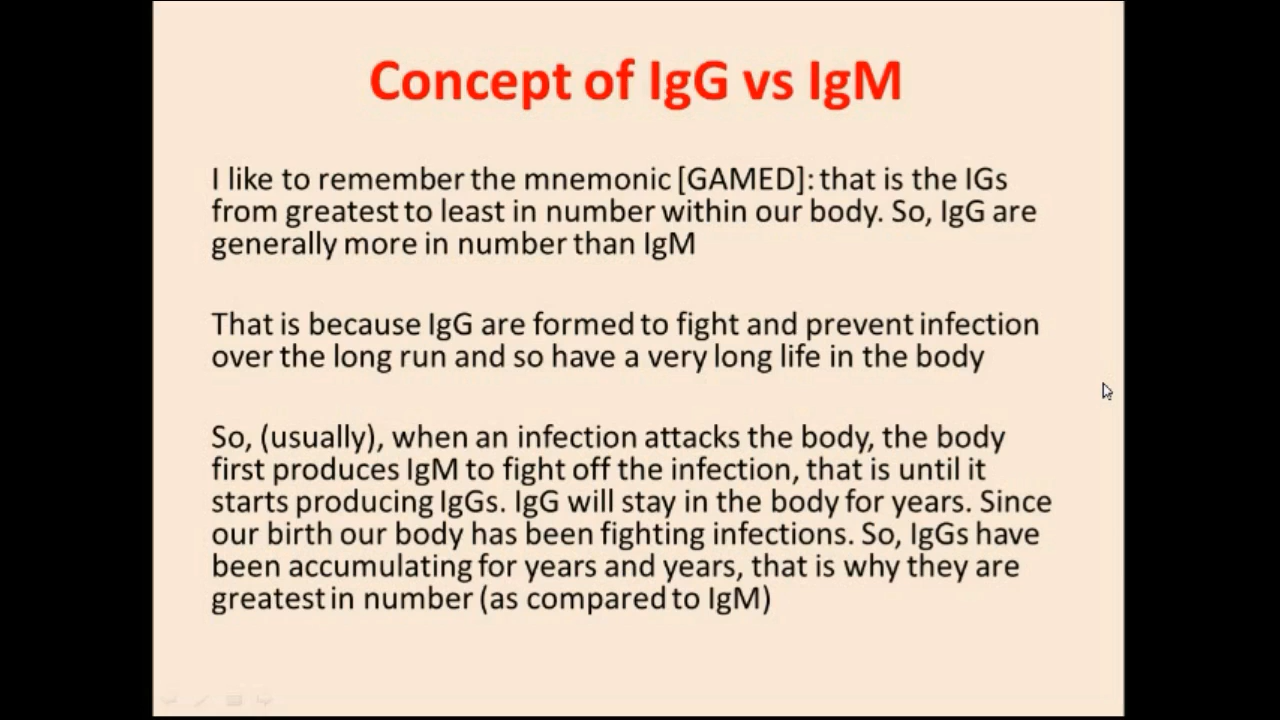 Concept of IgG vs IgM
I like to remember the mnemonic [GAMED]: that is the IGs
from greatest to least in number within our body. So, IgG are
generally more in number than IgM
That is because IgG are formed to fight and prevent infection
over the long run and so have a very long life in the body
So, (usually), when an infection attacks the body, the body
first produces IgM to fight off the infection, that is until it
starts producing IgGs. IgG will stay in the body for years. Since
our birth our body has been fighting infections. So, IgGs have
been accumulating for years and years, that is why they are
greatest in number (as compared to IgM)